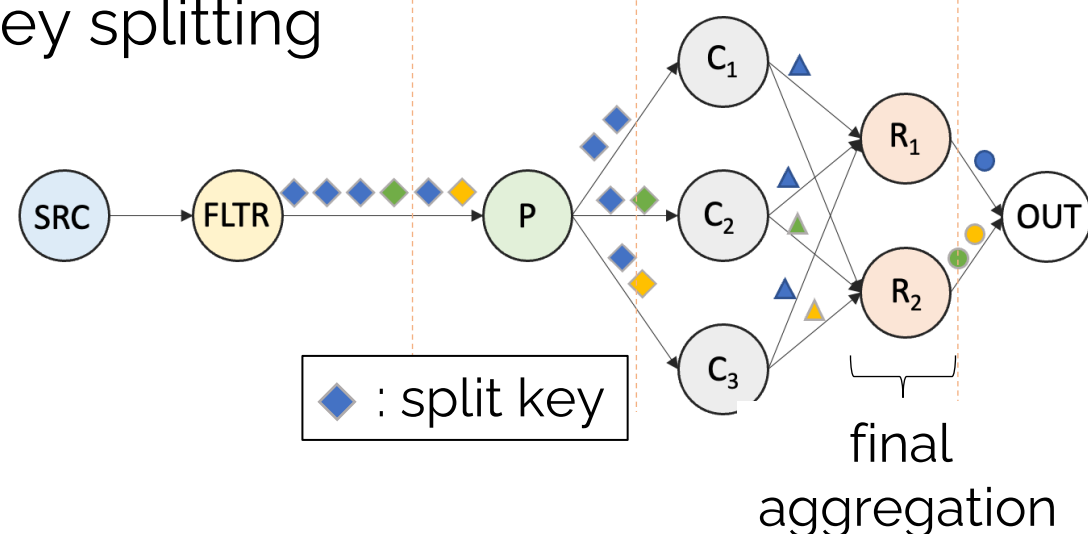 ey splitting
C1
R1
SRC
FLTR
P
C2
OUT
R2
C3
: split key
final
aggregation